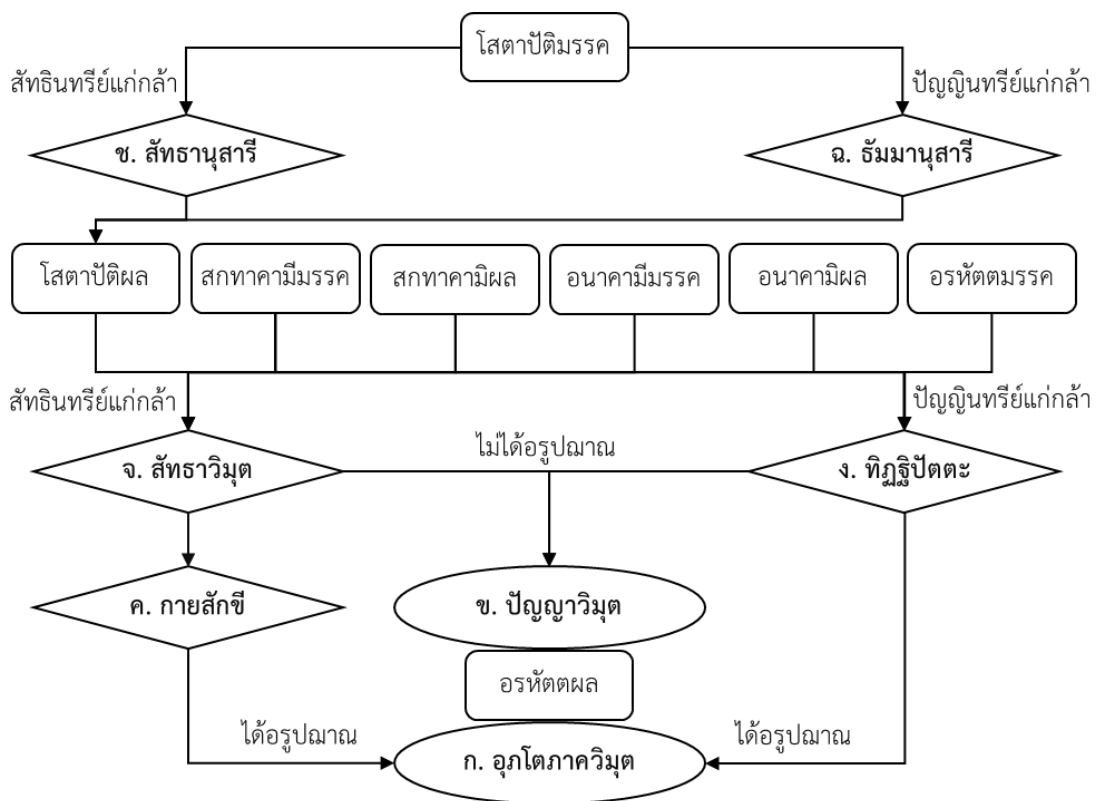 โสตาปัตติมรรค
สัทธินทรีย์แก่กล้า
ปัญญินทรีย์แก่กล้า
ช. สัทธานุสารี
ฉ. ธัมมานุสารี
โสตาปัติผล
สกทาคามีมรรค
สกทาคามิผล
อนาคามีมรรค
อนาคามิผล
อรหัตตมรรค
สัทธินทรีย์แก่กล้า
ปัญญินทรีย์แก่กล้า
ไม่ได้อรูปฌาณ
จ. สัทธาวิมุต
ง. ทิฏฐิปัตตะ
ค. กายสักขี
ข. ปัญญาวิมุต
อรหัตตผล
ได้อรูปฌาณ
ได้อรูปฌาณ
ก. อุภโตภาควิมุต